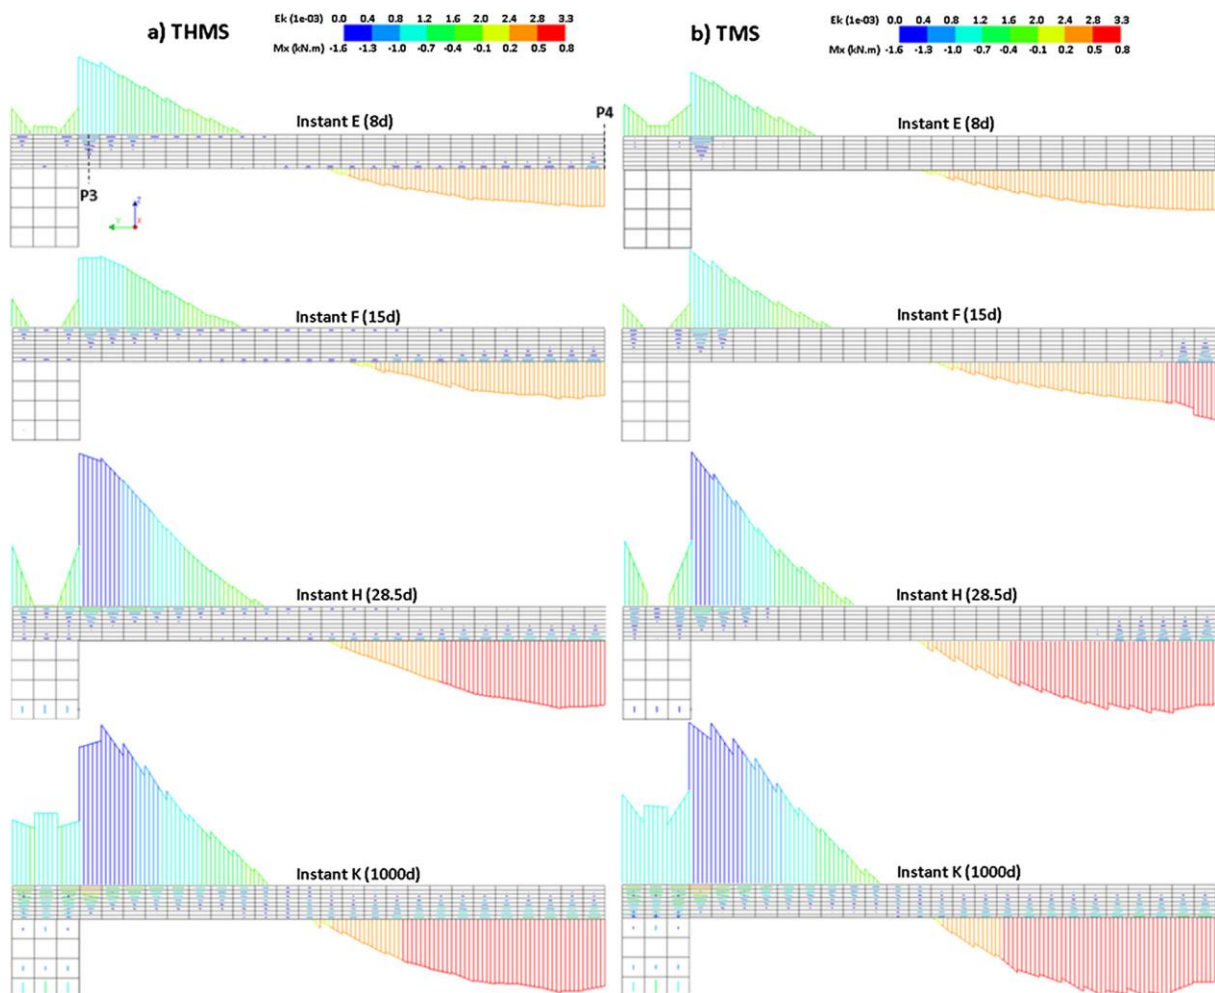 a) THMS
Ek (1e-03) 0.0 0.4 0.8 1.2 1.6 2.0 2.4 2.8 3.3
Mx (kN.m) -1.6 -1.3 -1.0 -0.7 -0.4 -0.1 0.2 0.5 0.8
b) TMS
Ek (1e-03) 0.0 0.4 0.8 1.2 1.6 2.0 2.4 2.8 3.3
Mx (kN.m) -1.6 -1.3 -1.0 -0.7 -0.4 -0.1 0.2 0.5 0.8
Instant E (8d)
P4
P3
Z
Y
X
Instant E (8d)
Instant F (15d)
Instant F (15d)
Instant H (28.5d)
Instant H (28.5d)
Instant K (1000d)
Instant K (1000d)